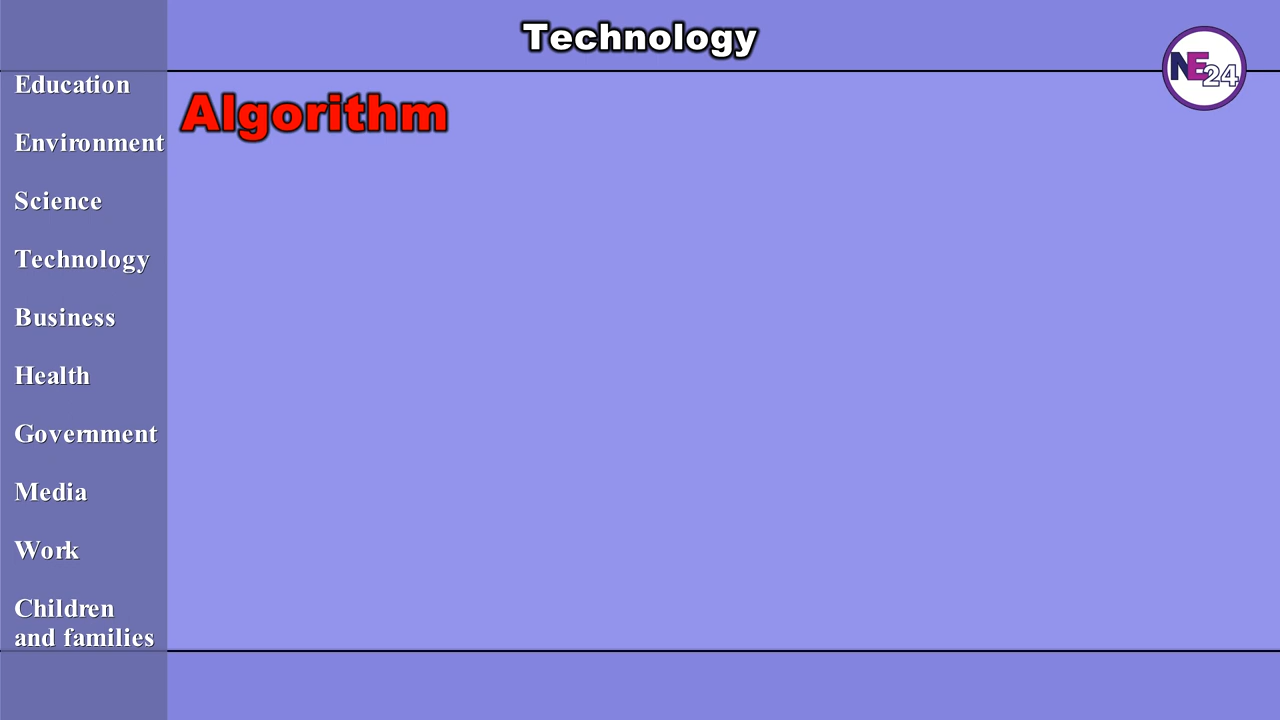 Technology
NE24
Education
Environment
Science
Technology
Business
Health
Government
Media
Work
Children
and families
Algorithm